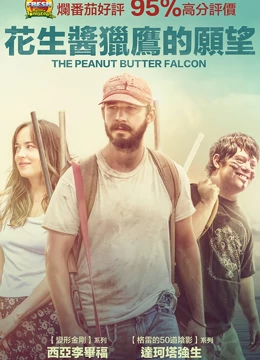 FRESH
爛番茄好評 95%高分評價
花生醬獵鷹的願望
THE PEANUT BUTTER FALCON
【變形金剛】系列
西亞李畢福
【格雷的50道陰影】系列
達珂塔強生